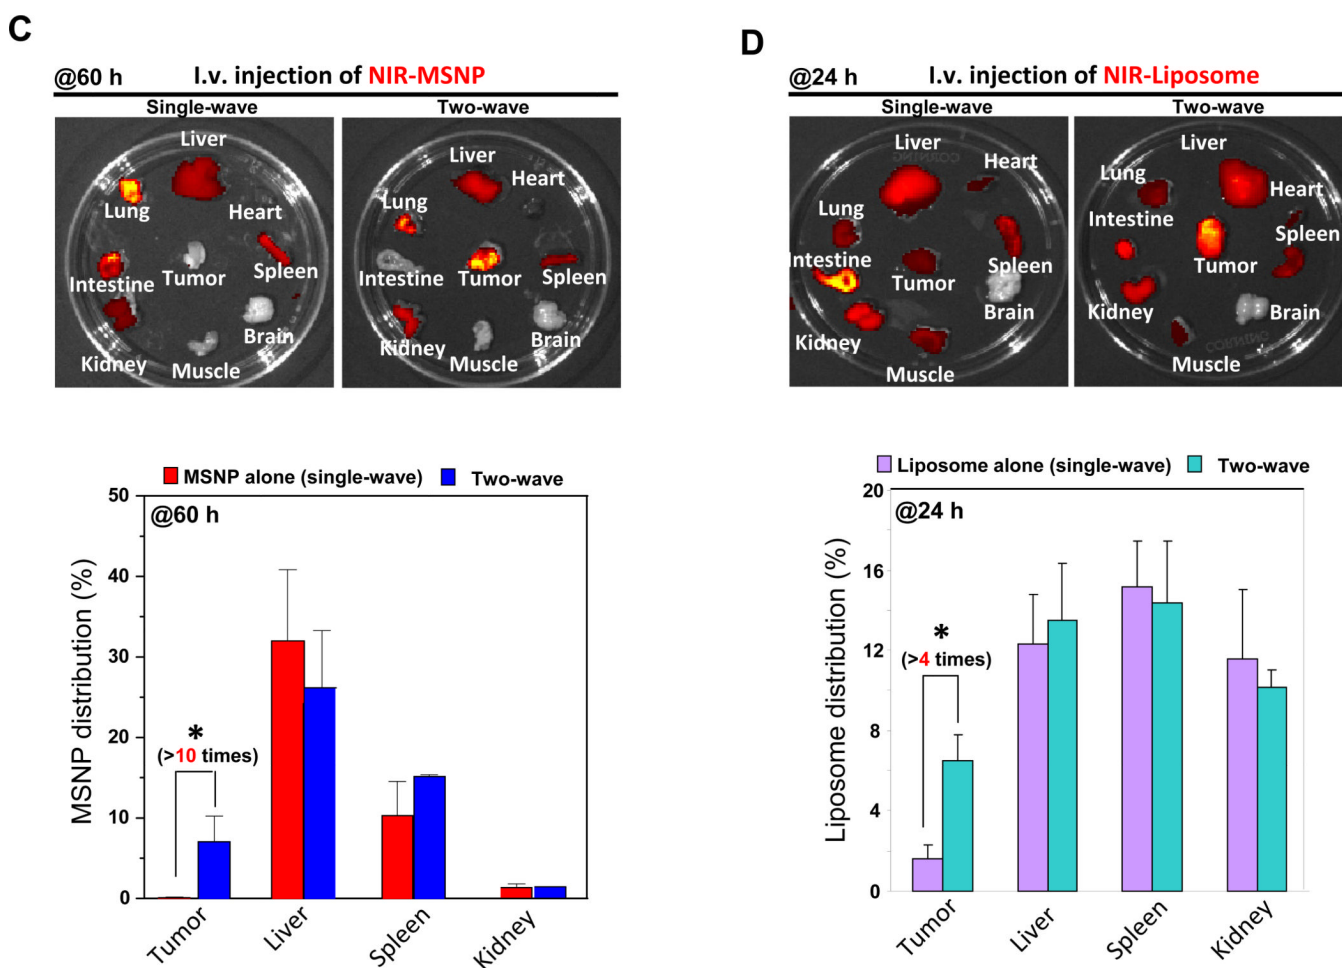 C
@60 h I.v. injection of NIR-MSNP
Single-wave Two-wave
Liver
Lung
Heart
Intestine
Tumor
Spleen
Brain
Kidney
Muscle
Liver
Heart
Lung
Intestine
Tumor
Spleen
Brain
Kidney
Muscle
MSNP alone (single-wave) Two-wave
@60 h
MSNP distribution (%)
50
40
30
20
10
0
*
(>10 times)
Tumor Liver Spleen Kidney
D
@24 h I.v. injection of NIR-Liposome
Single-wave Two-wave
Liver
Heart
Lung
Intestine
Tumor
Spleen
Brain
Kidney
Muscle
Liver
Lung
Heart
Intestine
Spleen
Tumor
Kidney
Brain
Muscle
Liposome alone (single-wave) Two-wave
@24 h
Liposome distribution (%)
20
16
12
8
4
0
*
(>4 times)
Tumor Liver Spleen Kidney